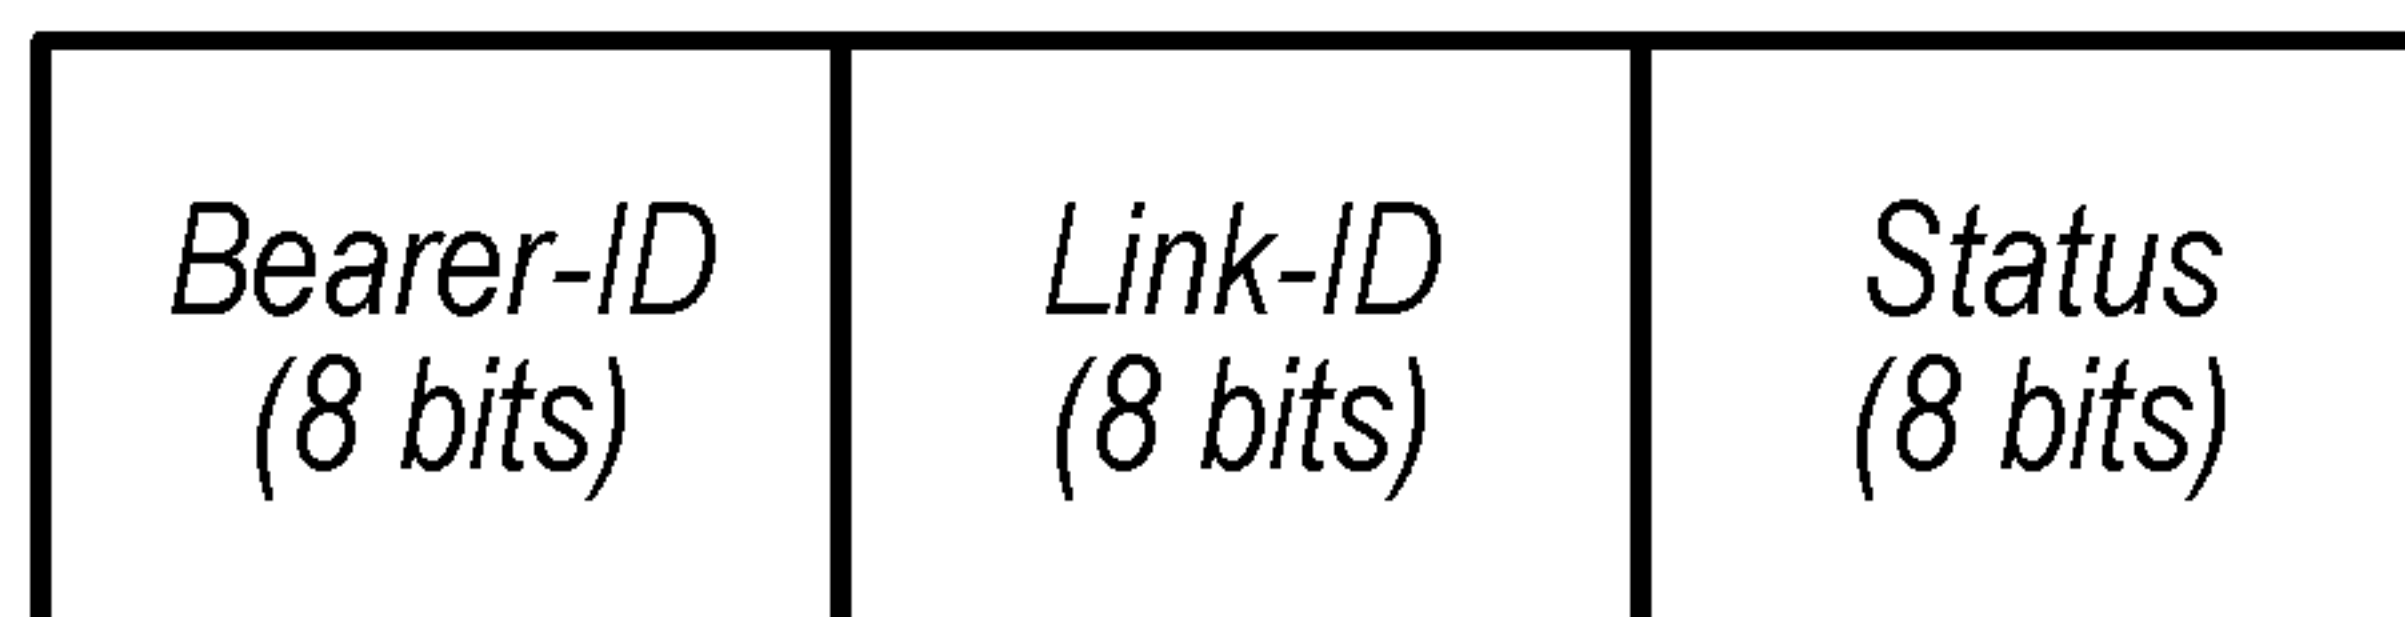 Bearer-ID
(8 bits)
Link-ID
(8 bits)
Status
(8 bits)